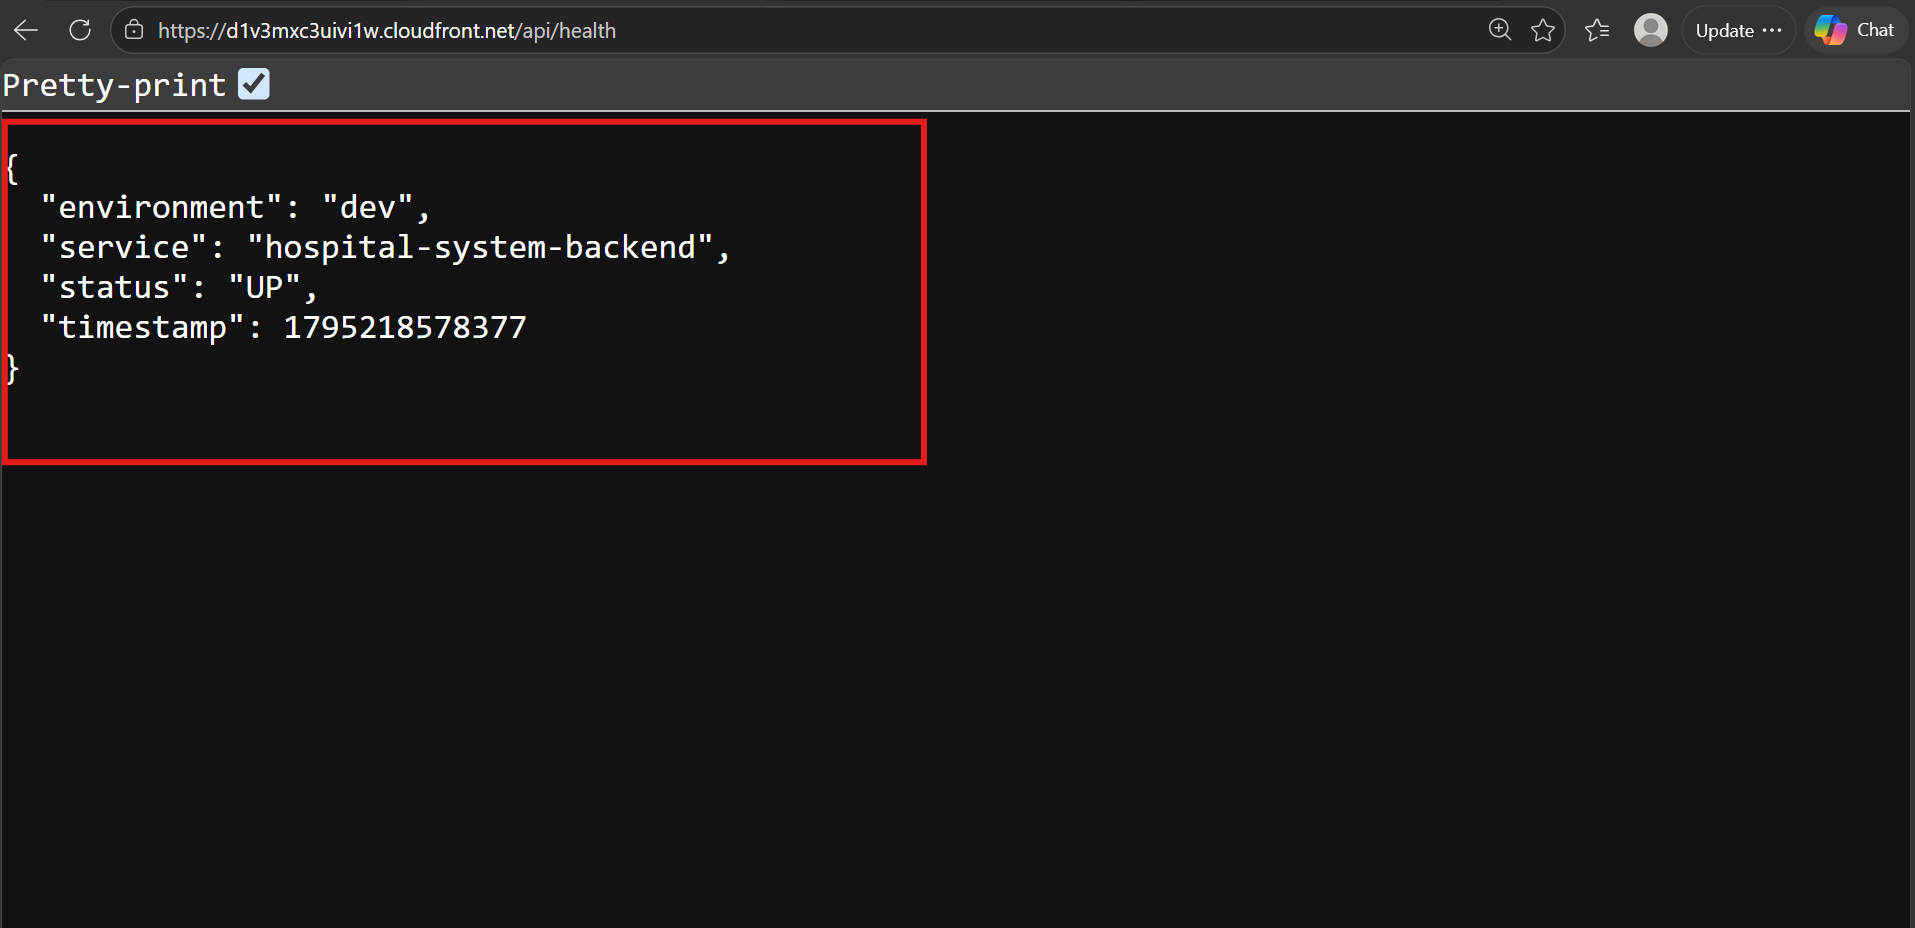 https://d1v3mxc3uivi1w.cloudfront.net/api/health
Update
Chat
Pretty-print
{
  "environment": "dev",
  "service": "hospital-system-backend",
  "status": "UP",
  "timestamp": 1795218578377
}